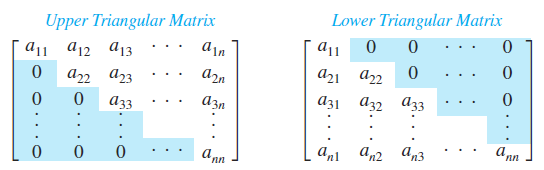 Upper Triangular Matrix Lower Triangular Matrix
a11 a12 a13 · · · a1n a11 0 0 · · · 0
0 a22 a23 · · · a2n a21 a22 0 · · · 0
0 0 a33 · · · a3n a31 a32 a33 · · · 0
⋮ ⋮ ⋮ ⋮ ⋮ ⋮ ⋮ ⋮
0 0 0 · · · ann an1 an2 an3 · · · ann